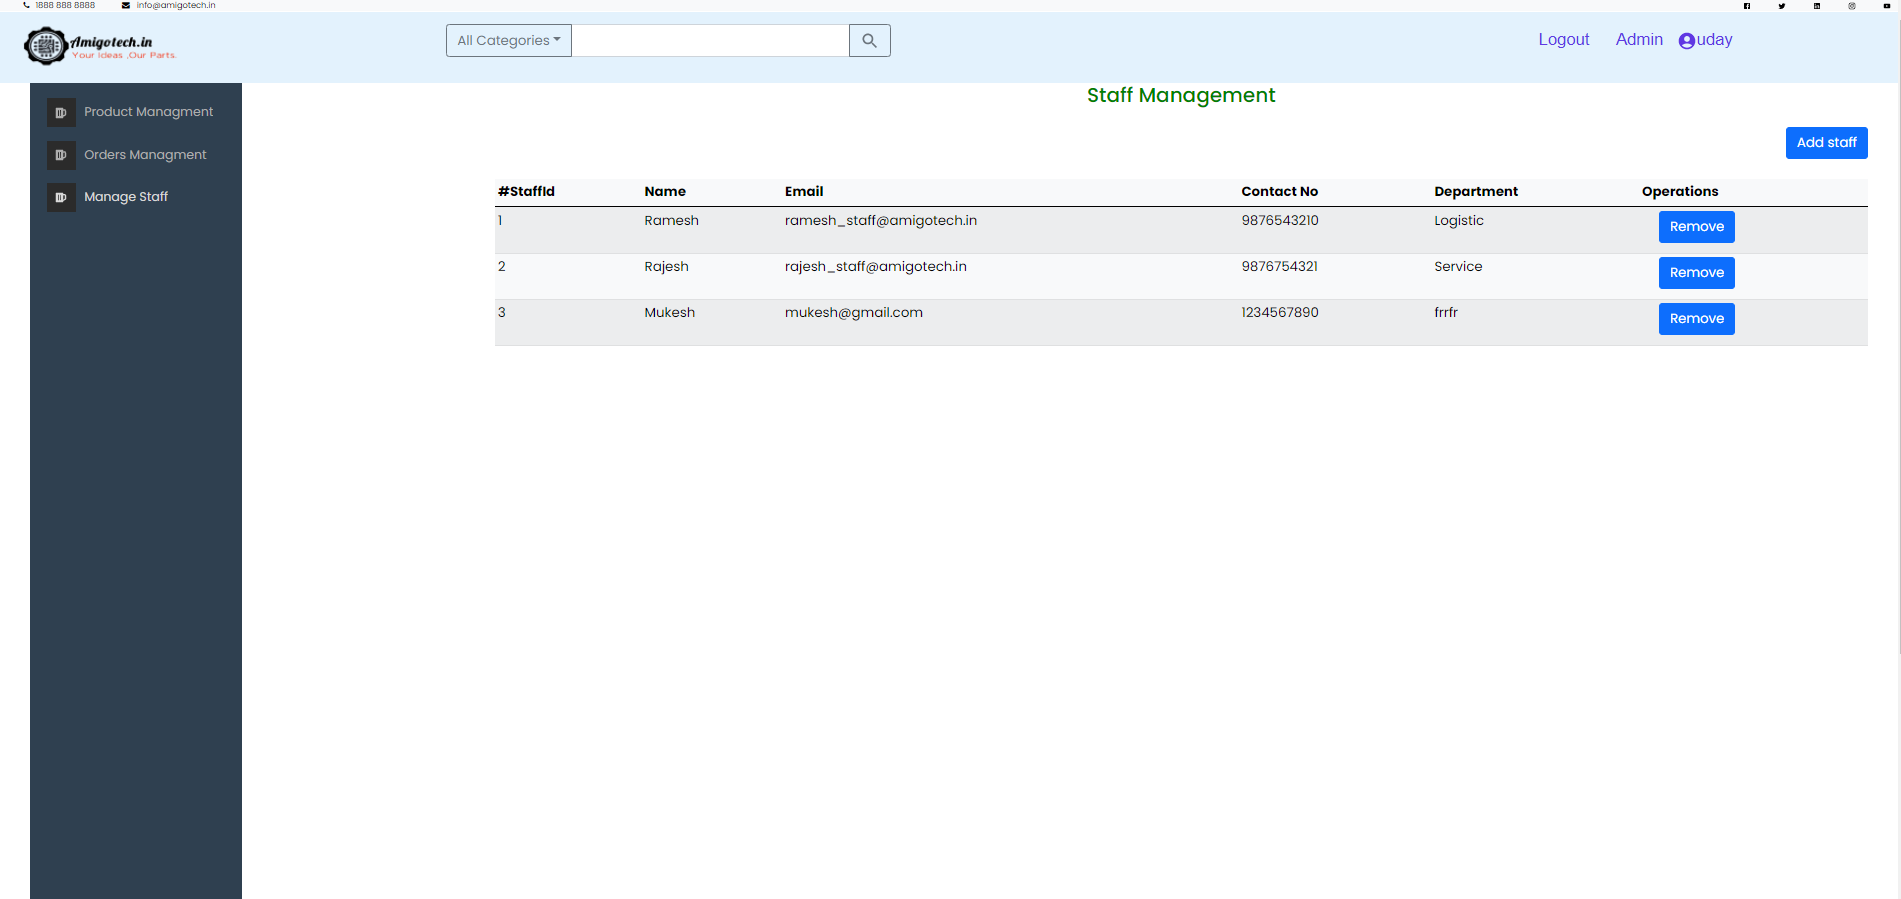 1888 888 8888 info@amigotech.in
Amigotech.in
Your Ideas ,Our Parts.
All Categories
Logout Admin uday
Product Managment
Orders Managment
Manage Staff
Staff Management
Add staff
#StaffId Name Email Contact No Department Operations
1 Ramesh ramesh_staff@amigotech.in 9876543210 Logistic Remove
2 Rajesh rajesh_staff@amigotech.in 9876754321 Service Remove
3 Mukesh mukesh@gmail.com 1234567890 frrfr Remove